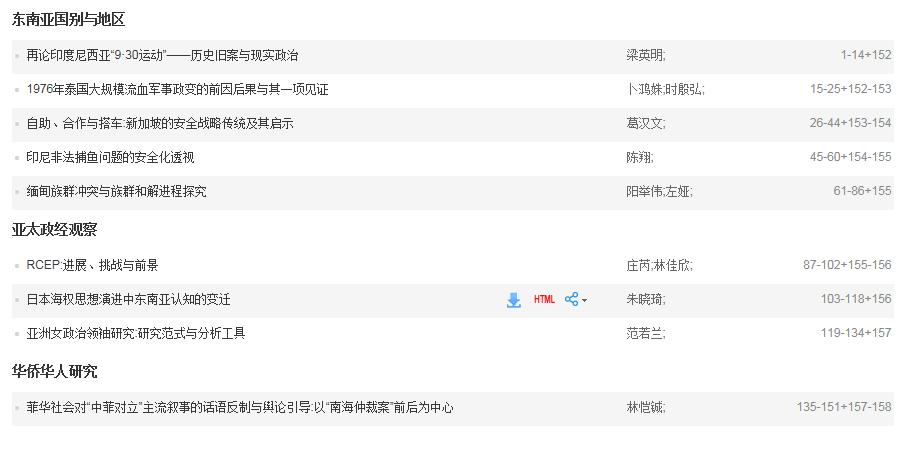 东南亚国别与地区
再论印度尼西亚“9·30运动”——历史旧案与现实政治 梁英明; 1-14+152
1976年泰国大规模流血军事政变的前因后果与其一项见证 卜鸿姝;时殷弘; 15-25+152-153
自助、合作与搭车:新加坡的安全战略传统及其启示 葛汉文; 26-44+153-154
印尼非法捕鱼问题的安全化透视 陈翔; 45-60+154-155
缅甸族群冲突与族群和解进程探究 阳举伟;左娅; 61-86+155
亚太政经观察
RCEP:进展、挑战与前景 庄芮;林佳欣; 87-102+155-156
日本海权思想演进中东南亚认知的变迁 HTML 朱晓琦; 103-118+156
亚洲女政治领袖研究:研究范式与分析工具 范若兰; 119-134+157
华侨华人研究
菲华社会对“中菲对立”主流叙事的话语反制与舆论引导:以“南海仲裁案”前后为中心 林恺铖; 135-151+157-158